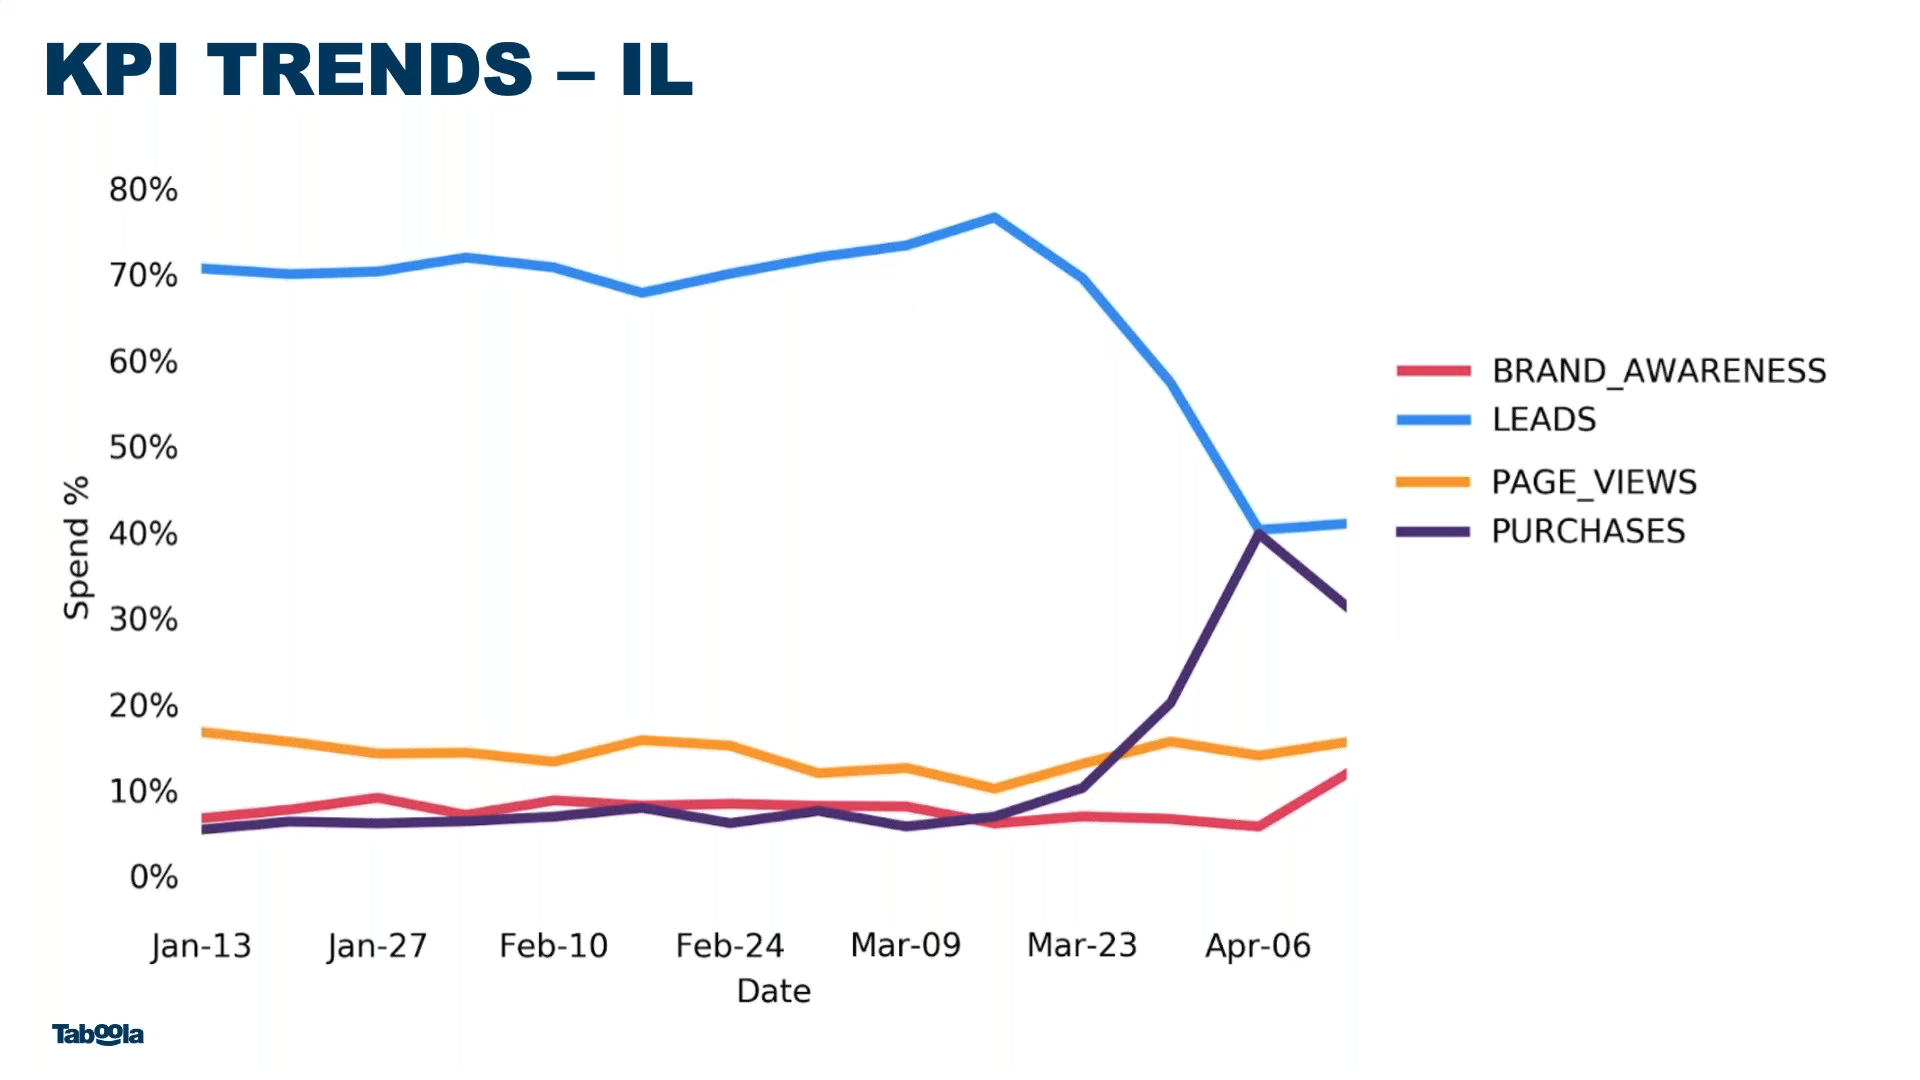 KPI TRENDS – IL
80%
70%
60%
50%
40%
30%
20%
10%
0%
Spend %
Jan-13 Jan-27 Feb-10 Feb-24 Mar-09 Mar-23 Apr-06
Date
BRAND_AWARENESS
LEADS
PAGE_VIEWS
PURCHASES
Taboola